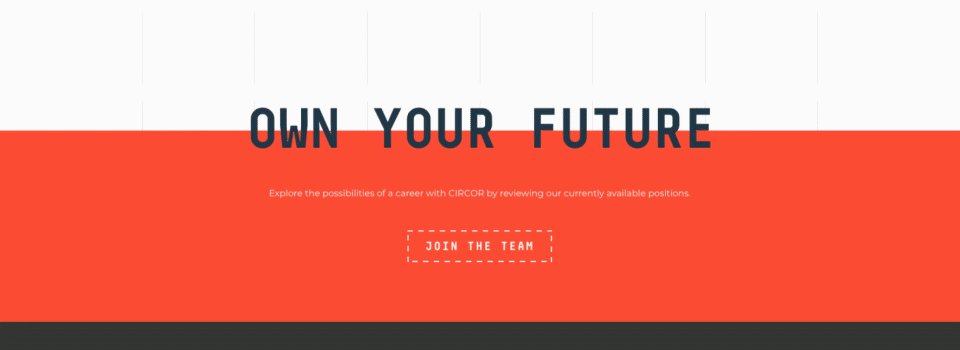 OWN YOUR FUTURE
Explore the possibilities of a career with CIRCOR by reviewing our currently available positions.
JOIN THE TEAM